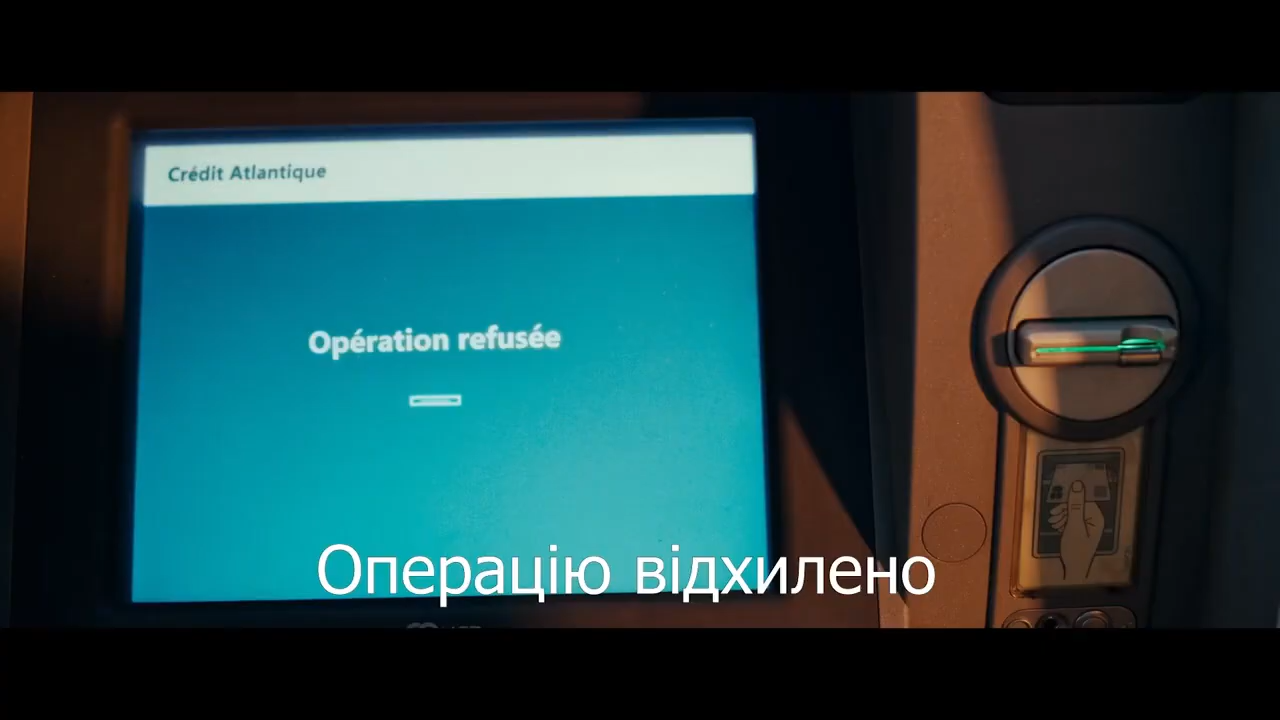 Crédit Atlantique
Opération refusée
Операцію відхилено